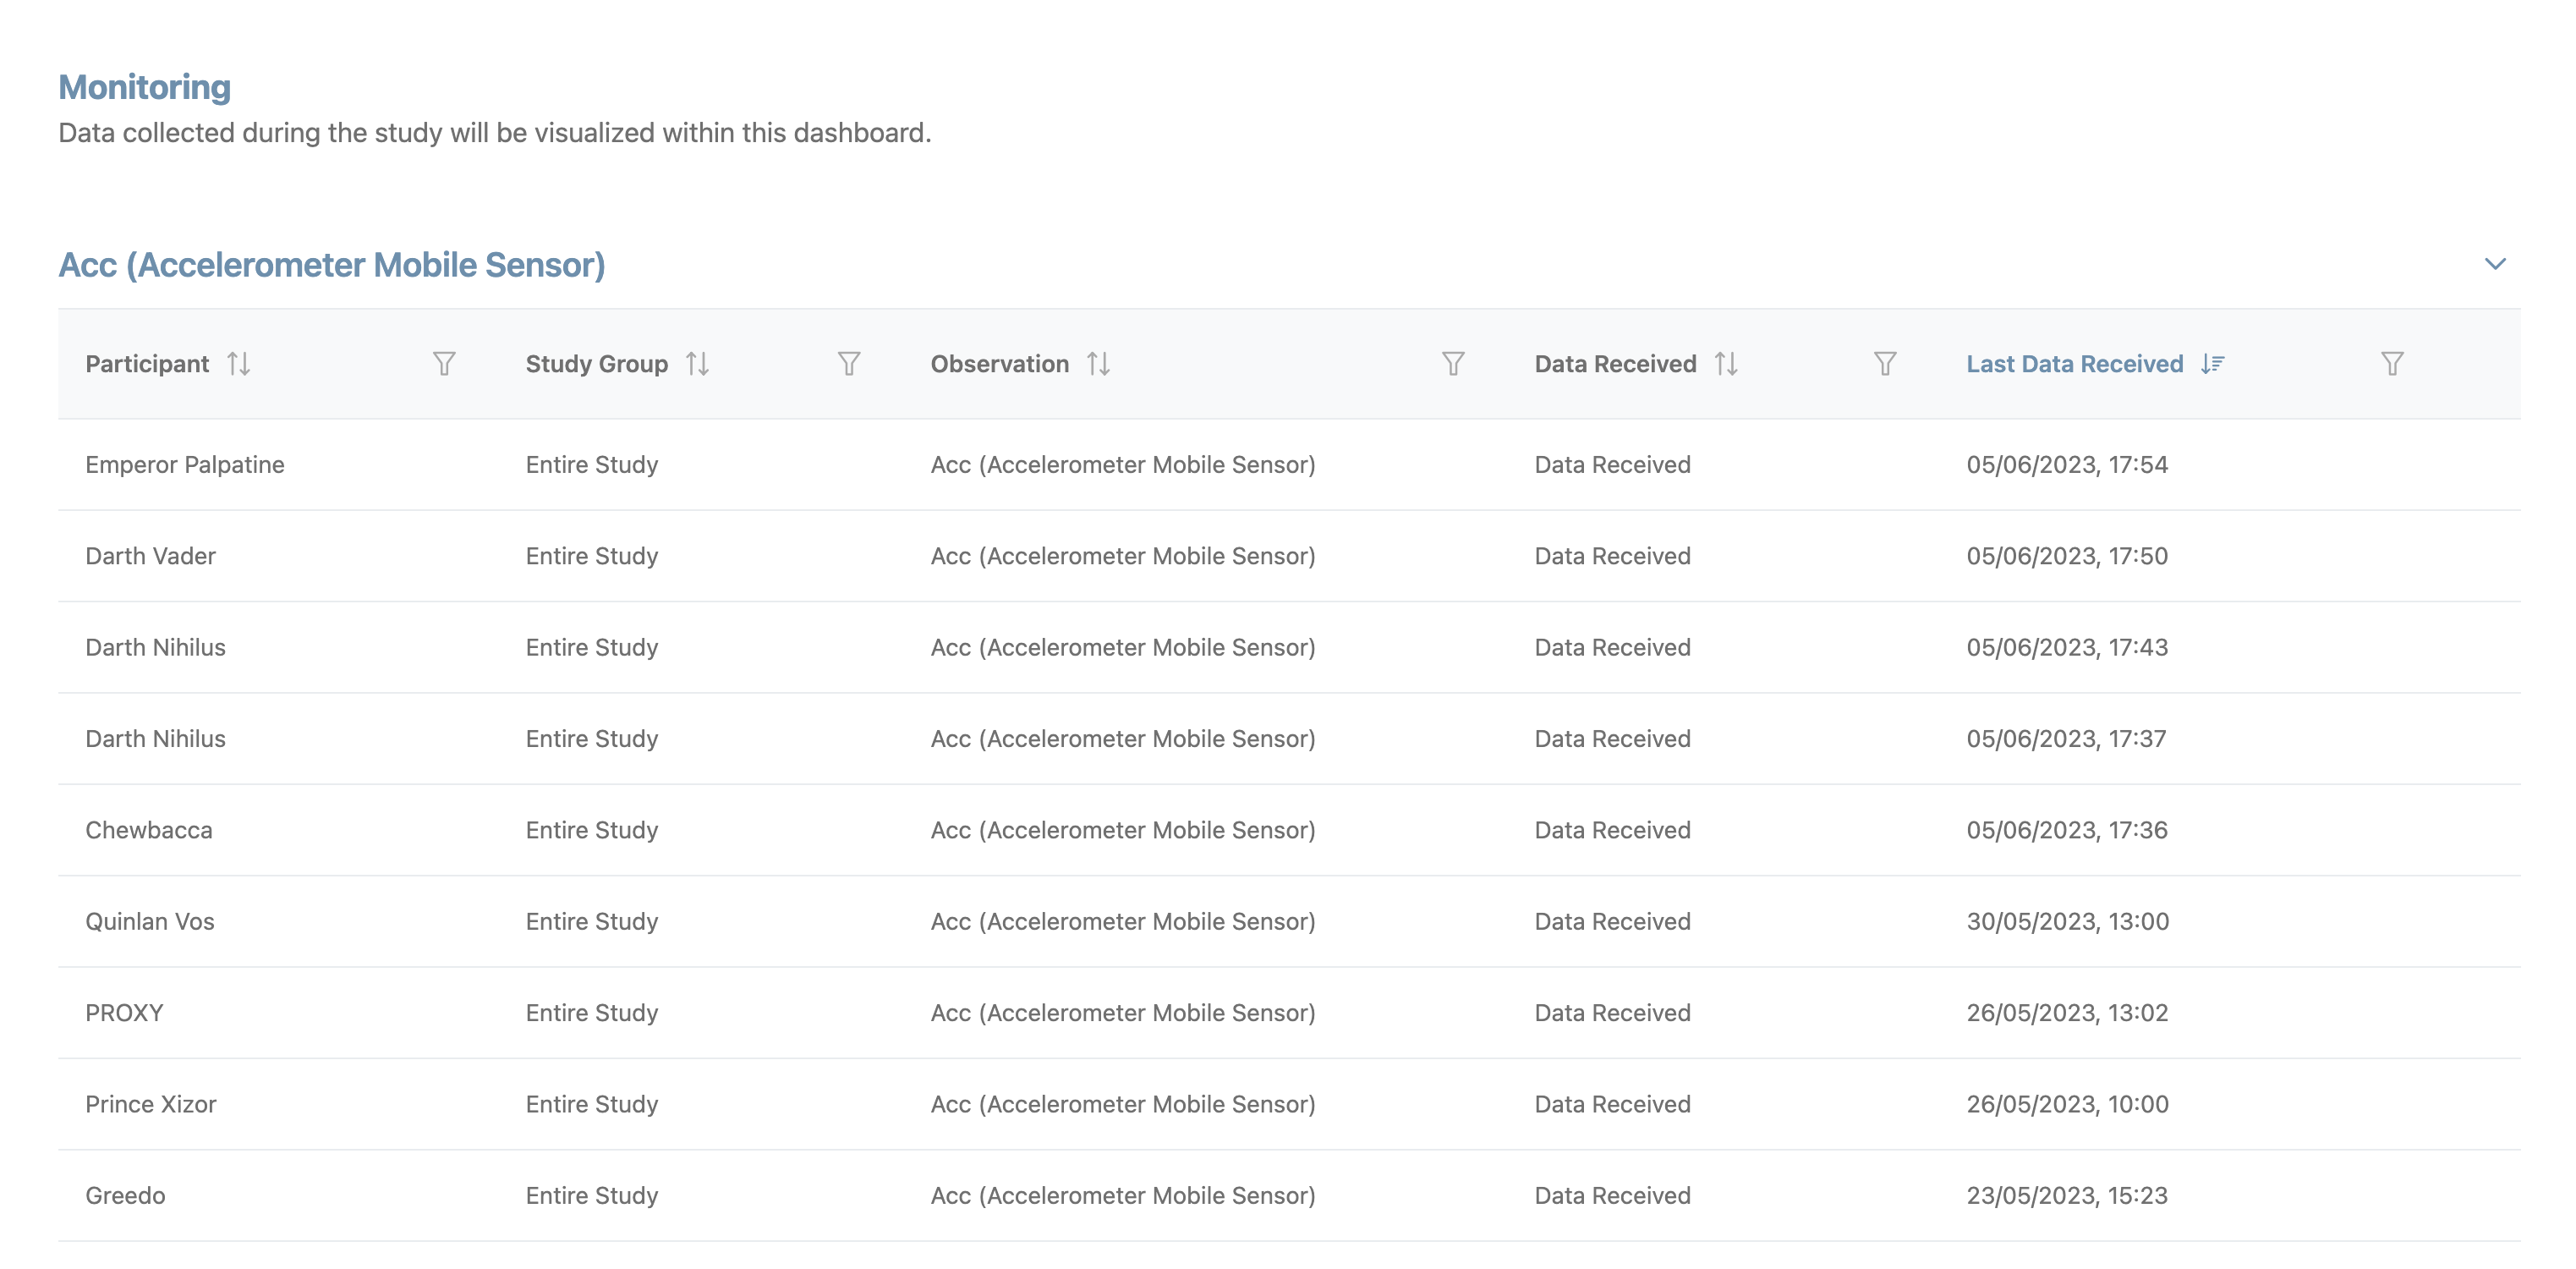 Monitoring
Data collected during the study will be visualized within this dashboard.
Acc (Accelerometer Mobile Sensor)
Participant Study Group Observation Data Received Last Data Received
Emperor Palpatine Entire Study Acc (Accelerometer Mobile Sensor) Data Received 05/06/2023, 17:54
Darth Vader Entire Study Acc (Accelerometer Mobile Sensor) Data Received 05/06/2023, 17:50
Darth Nihilus Entire Study Acc (Accelerometer Mobile Sensor) Data Received 05/06/2023, 17:43
Darth Nihilus Entire Study Acc (Accelerometer Mobile Sensor) Data Received 05/06/2023, 17:37
Chewbacca Entire Study Acc (Accelerometer Mobile Sensor) Data Received 05/06/2023, 17:36
Quinlan Vos Entire Study Acc (Accelerometer Mobile Sensor) Data Received 30/05/2023, 13:00
PROXY Entire Study Acc (Accelerometer Mobile Sensor) Data Received 26/05/2023, 13:02
Prince Xizor Entire Study Acc (Accelerometer Mobile Sensor) Data Received 26/05/2023, 10:00
Greedo Entire Study Acc (Accelerometer Mobile Sensor) Data Received 23/05/2023, 15:23